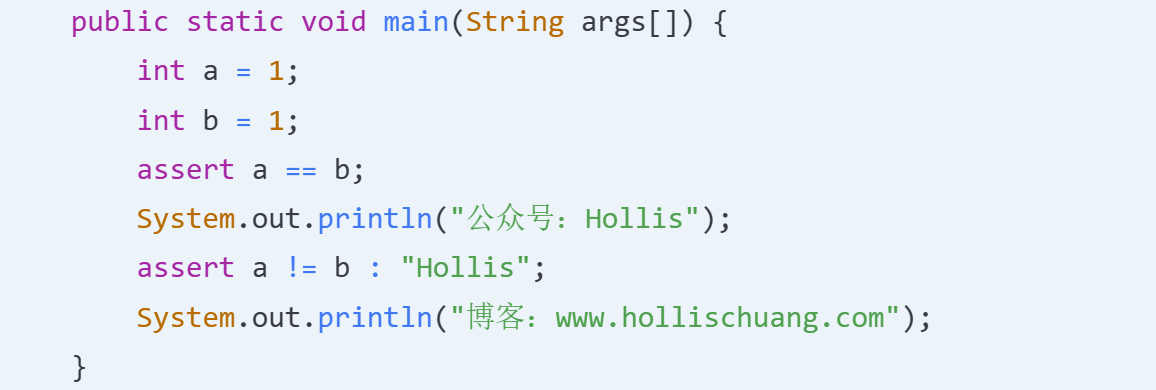 public static void main(String args[]) {
    int a = 1;
    int b = 1;
    assert a == b;
    System.out.println("公众号：Hollis");
    assert a != b : "Hollis";
    System.out.println("博客：www.hollischuang.com");
}